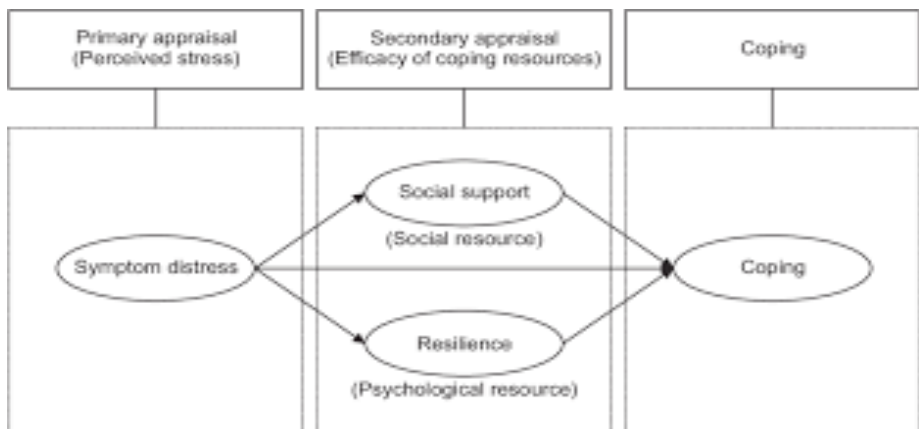 Primary appraisal
(Perceived stress)
Secondary appraisal
(Efficacy of coping resources)
Coping
Social support
(Social resource)
Symptom distress
Coping
Resilience
(Psychological resource)